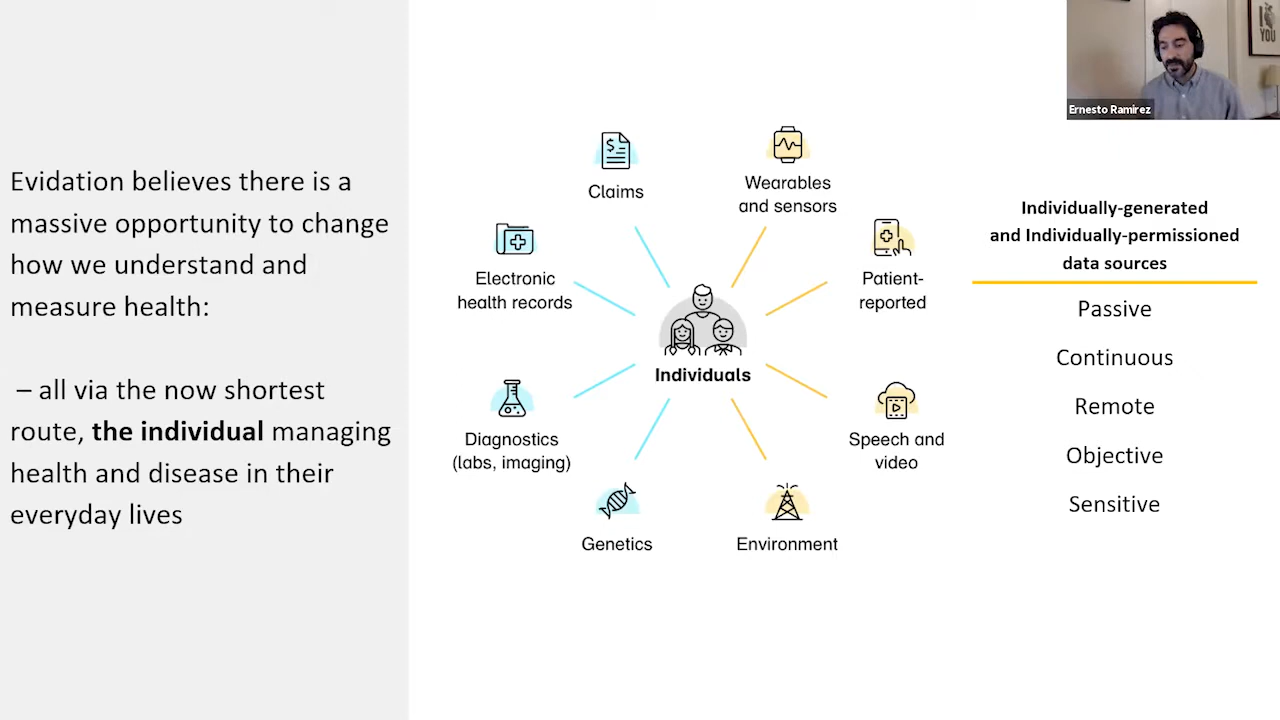 Evidation believes there is a
massive opportunity to change
how we understand and
measure health:
– all via the now shortest
route, the individual managing
health and disease in their
everyday lives
Claims
Wearables
and sensors
Electronic
health records
Patient-
reported
Individuals
Diagnostics
(labs, imaging)
Speech and
video
Genetics
Environment
Individually-generated
and Individually-permissioned
data sources
Passive
Continuous
Remote
Objective
Sensitive
Ernesto Ramirez
I
YOU